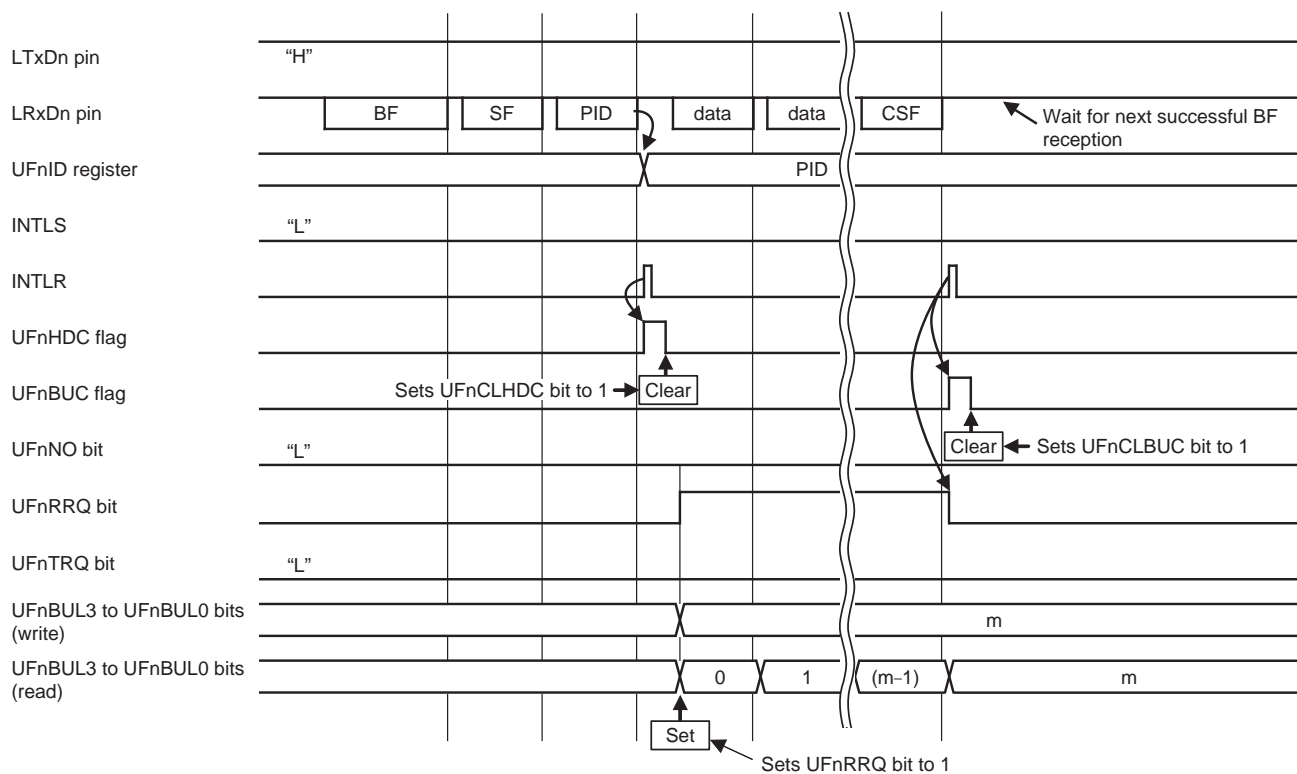 LTxDn pin “H”
LRxDn pin BF SF PID data data CSF
Wait for next successful BF
reception
UFnID register PID
INTLS “L”
INTLR
UFnHDC flag
Sets UFnCLHDC bit to 1 Clear
UFnBUC flag
Clear Sets UFnCLBUC bit to 1
UFnNO bit “L”
UFnRRQ bit
UFnTRQ bit “L”
UFnBUL3 to UFnBUL0 bits
(write) m
UFnBUL3 to UFnBUL0 bits
(read) 0 1 (m−1) m
Set
Sets UFnRRQ bit to 1